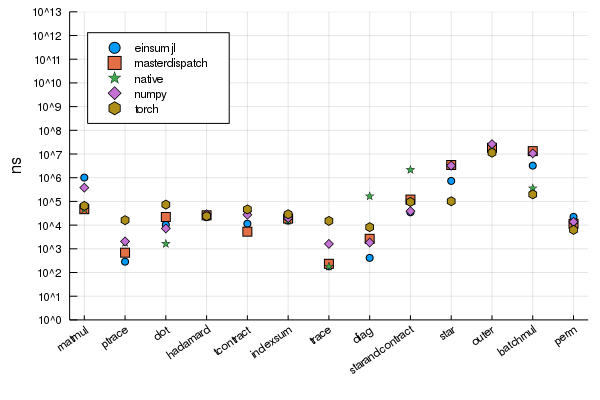 10^13
10^12
10^11
10^10
10^9
10^8
10^7
10^6
10^5
10^4
10^3
10^2
10^1
10^0
ns
einsumjl
masterdispatch
native
numpy
torch
matmul
ptrace
dot
hadamard
tcontract
indexsum
trace
diag
starandcontract
star
outer
batchmul
perm